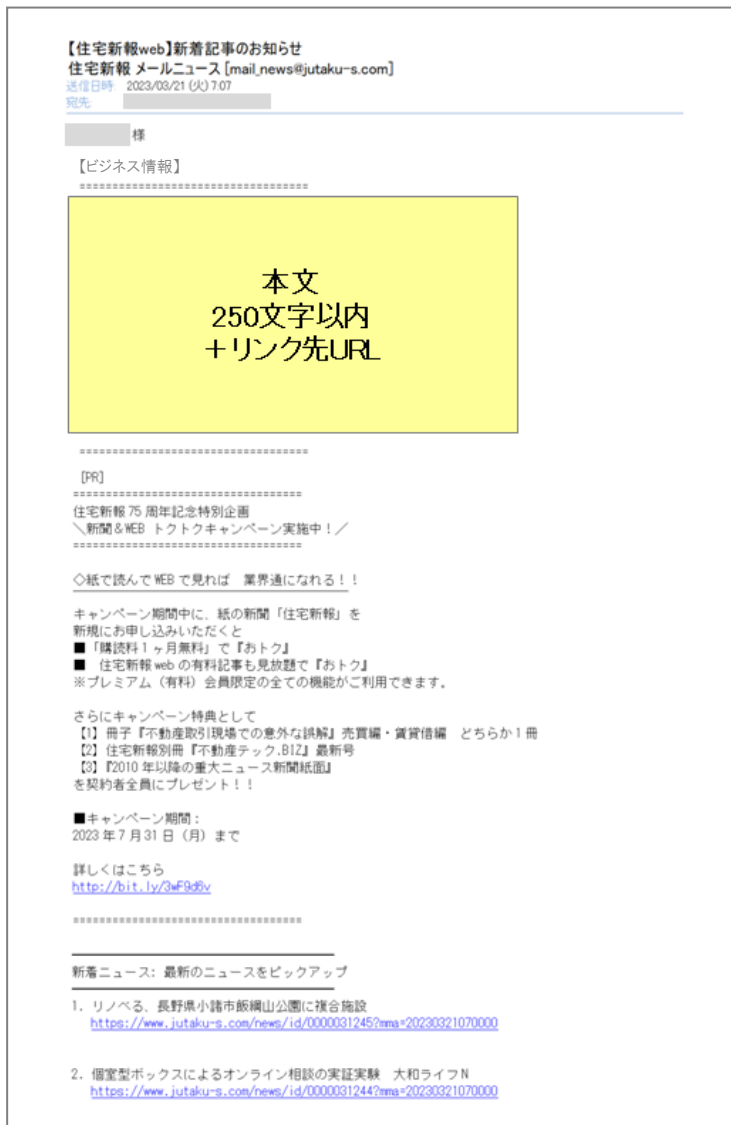 【住宅新報web】新着記事のお知らせ
住宅新報 メールニュース [mail_news@jutaku-s.com]
送信日時: 2023/03/21 (火) 7:07
宛先:
様
【ビジネス情報】
===================================
本文
250文字以内
＋リンク先URL
===================================
[PR]
===================================
住宅新報 75 周年記念特別企画
＼新聞＆WEB トクトクキャンペーン実施中！／
===================================
◇紙で読んで WEB で見れば 業界通になれる！！
キャンペーン期間中に、紙の新聞「住宅新報」を
新規にお申し込みいただくと
■「購読料1ヶ月無料」で『おトク』
■ 住宅新報 web の有料記事も見放題で『おトク』
※プレミアム（有料）会員限定の全ての機能がご利用できます。
さらにキャンペーン特典として
【1】冊子『不動産取引現場での意外な誤解』売買編・賃貸借編 どちらか1冊
【2】住宅新報別冊『不動産テック.BIZ』最新号
【3】『2010 年以降の重大ニュース新聞紙面』
を契約者全員にプレゼント！！
■キャンペーン期間：
2023 年 7 月 31 日（月）まで
詳しくはこちら
http://bit.ly/3wF9d6v
===================================
新着ニュース: 最新のニュースをピックアップ
1. リノベる、長野県小諸市飯綱山公園に複合施設
https://www.jutaku-s.com/news/id/0000031245?mma=20230321070000
2. 個室型ボックスによるオンライン相談の実証実験 大和ライフN
https://www.jutaku-s.com/news/id/0000031244?mma=20230321070000